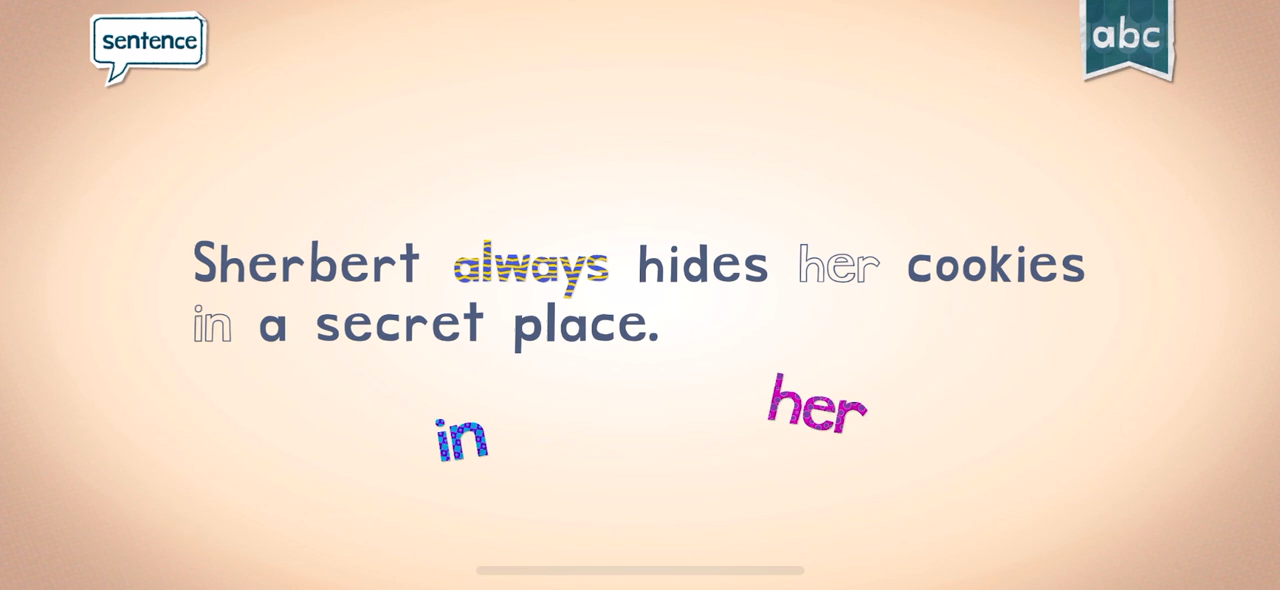 sentence
abc
Sherbert always hides her cookies
in a secret place.
her
in